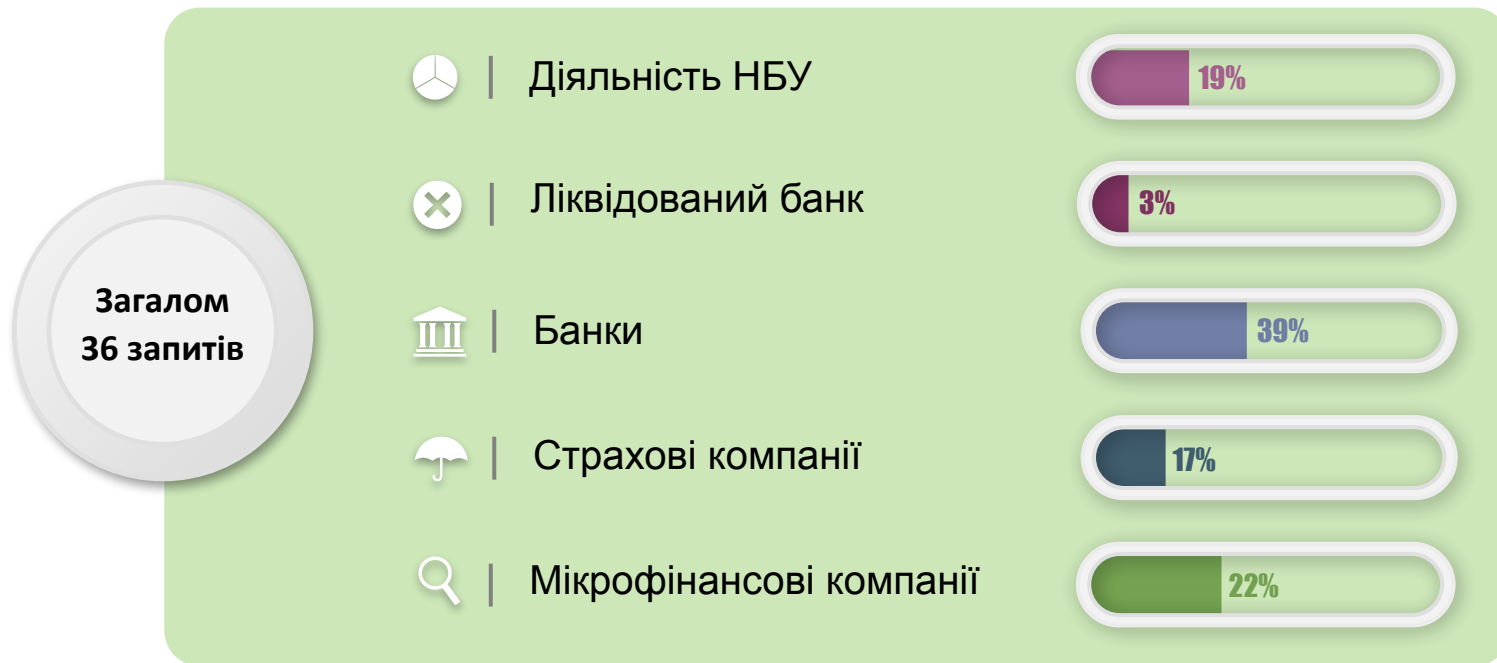 Загалом
36 запитів
Діяльність НБУ
19%
Ліквідований банк
3%
Банки
39%
Страхові компанії
17%
Мікрофінансові компанії
22%